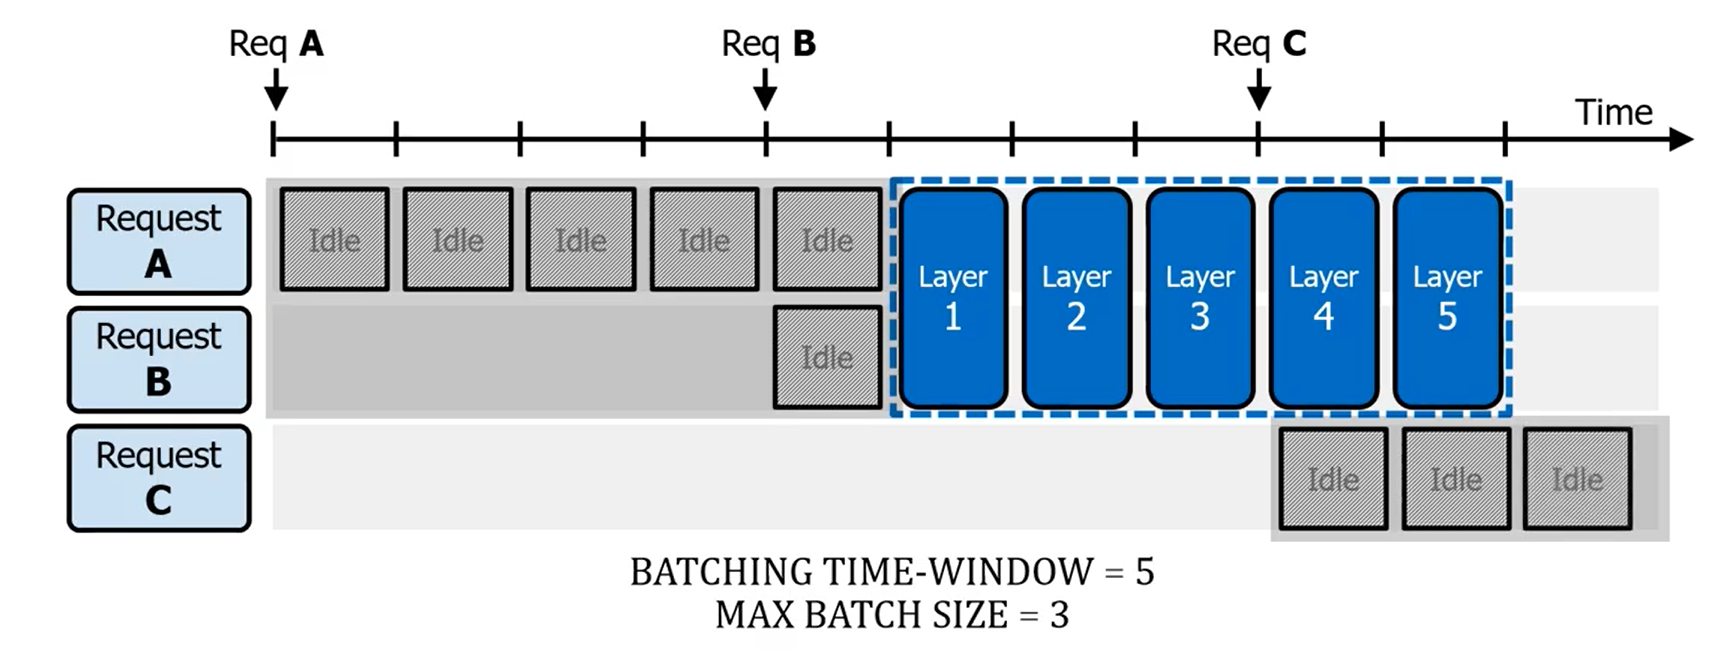 Req A
Req B
Req C
Time
Request
A
Idle
Idle
Idle
Idle
Idle
Layer
1
Layer
2
Layer
3
Layer
4
Layer
5
Request
B
Idle
Request
C
Idle
Idle
Idle
BATCHING TIME-WINDOW = 5
MAX BATCH SIZE = 3